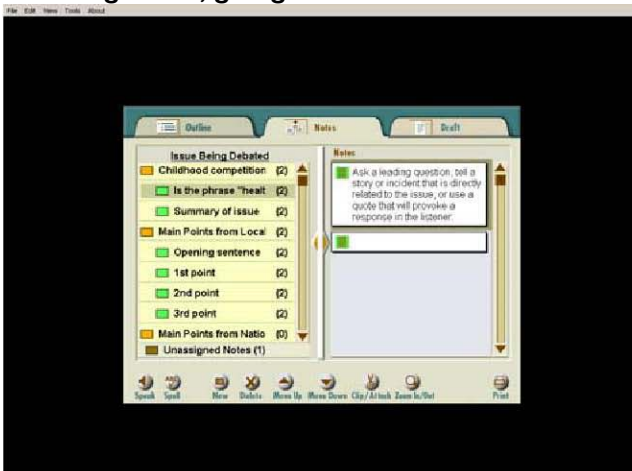 File Edit View Tools About
Outline Notes Draft
Issue Being Debated
Childhood competition (2)
Is the phrase "healt (2)
Summary of issue (2)
Main Points from Local (2)
Opening sentence (2)
1st point (2)
2nd point (2)
3rd point (2)
Main Points from Natio (0)
Unassigned Notes (1)
Notes
Ask a leading question, tell a
story or incident that is directly
related to the issue, or use a
quote that will provoke a
response in the listener.
Speak Spell New Delete Move Up Move Down Clip/Attach Zoom In/Out Print